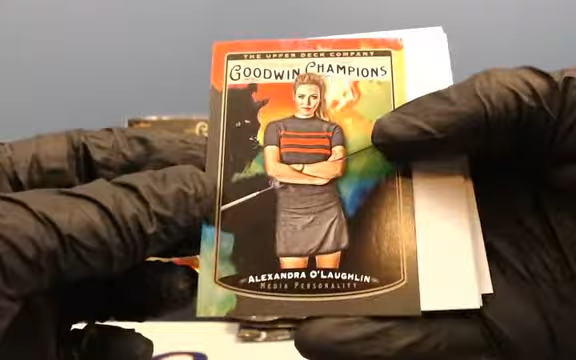 THE UPPER DECK COMPANY
GOODWIN CHAMPIONS
ALEXANDRA O'LAUGHLIN
MEDIA PERSONALITY